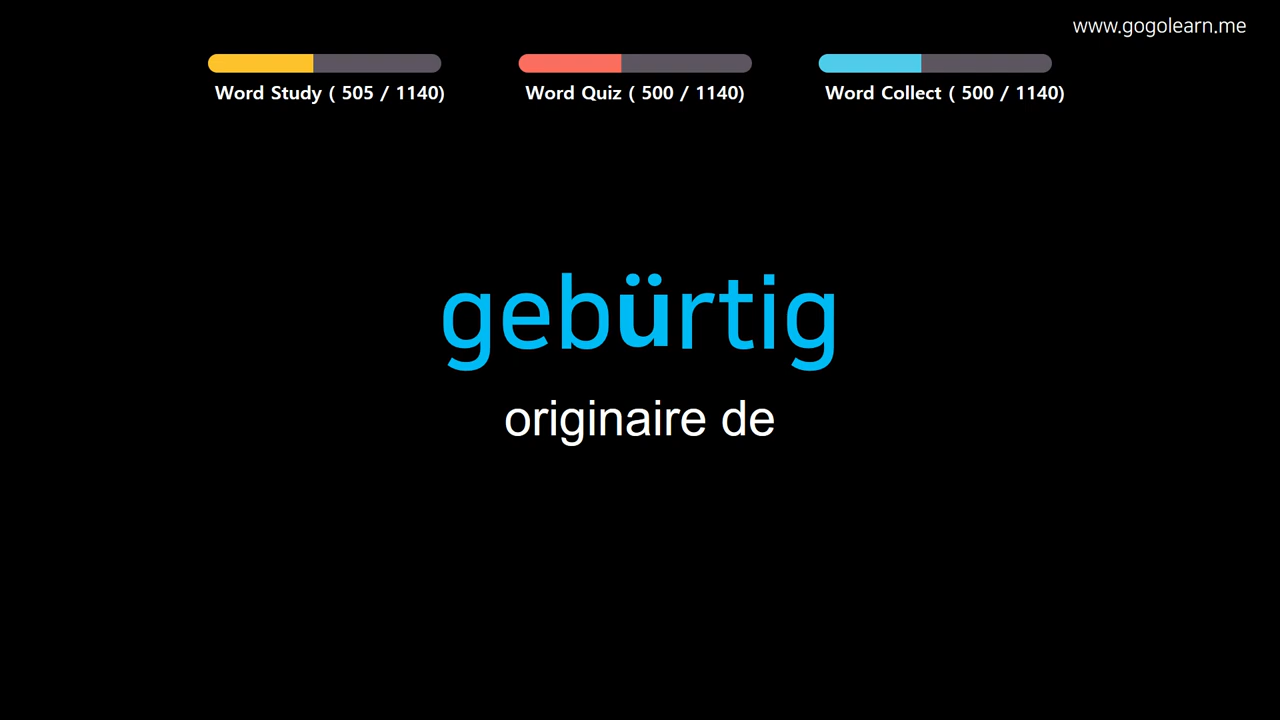 www.gogolearn.me
Word Study ( 505 / 1140)
Word Quiz ( 500 / 1140)
Word Collect ( 500 / 1140)
gebürtig
originaire de